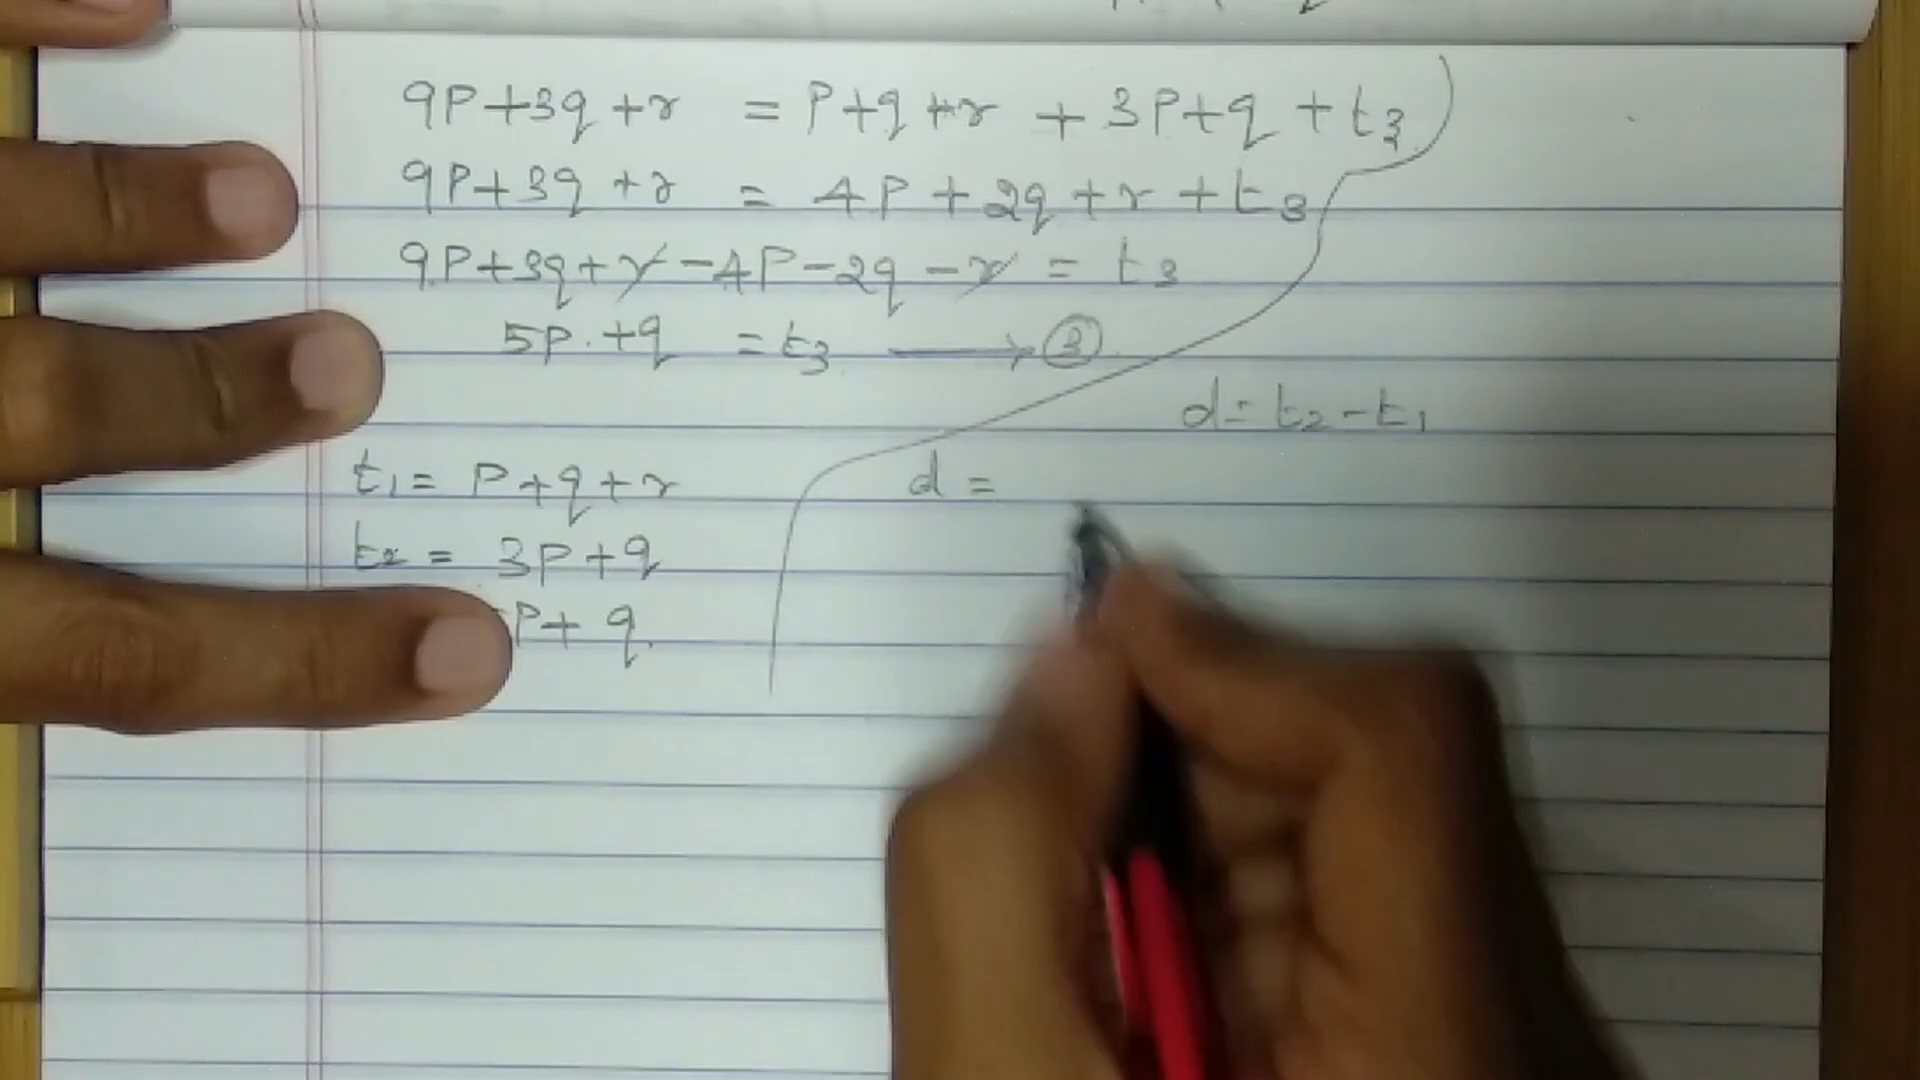 9P+3q+r = P+q+r + 3P+q + t3
9P+3q+r = 4P+2q+r+t3
9P+3q+r-4P-2q-r = t3
5P+q = t3 → ③
d=t2-t1
t1= P+q+r
d =
t2 = 3P+q
P+q